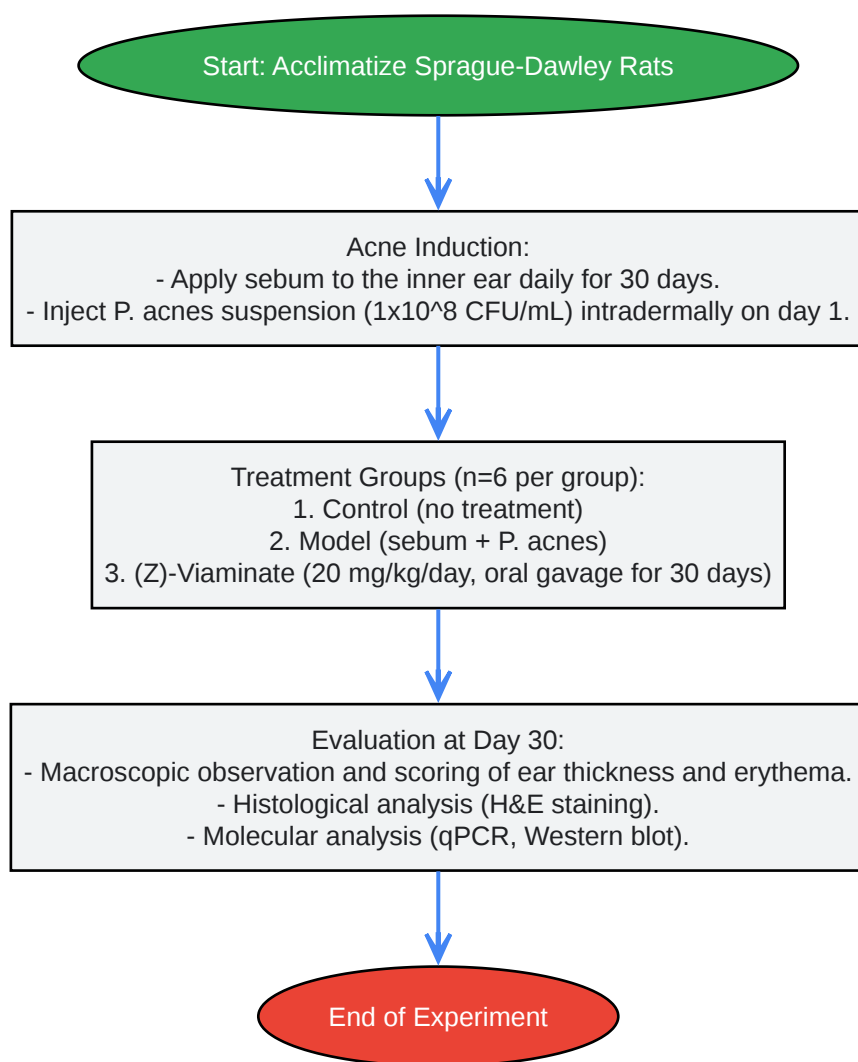 Start: Acclimatize Sprague-Dawley Rats
Acne Induction:
- Apply sebum to the inner ear daily for 30 days.
- Inject P. acnes suspension (1x10^8 CFU/mL) intradermally on day 1.
Treatment Groups (n=6 per group):
1. Control (no treatment)
2. Model (sebum + P. acnes)
3. (Z)-Viaminate (20 mg/kg/day, oral gavage for 30 days)
Evaluation at Day 30:
- Macroscopic observation and scoring of ear thickness and erythema.
- Histological analysis (H&E staining).
- Molecular analysis (qPCR, Western blot).
End of Experiment